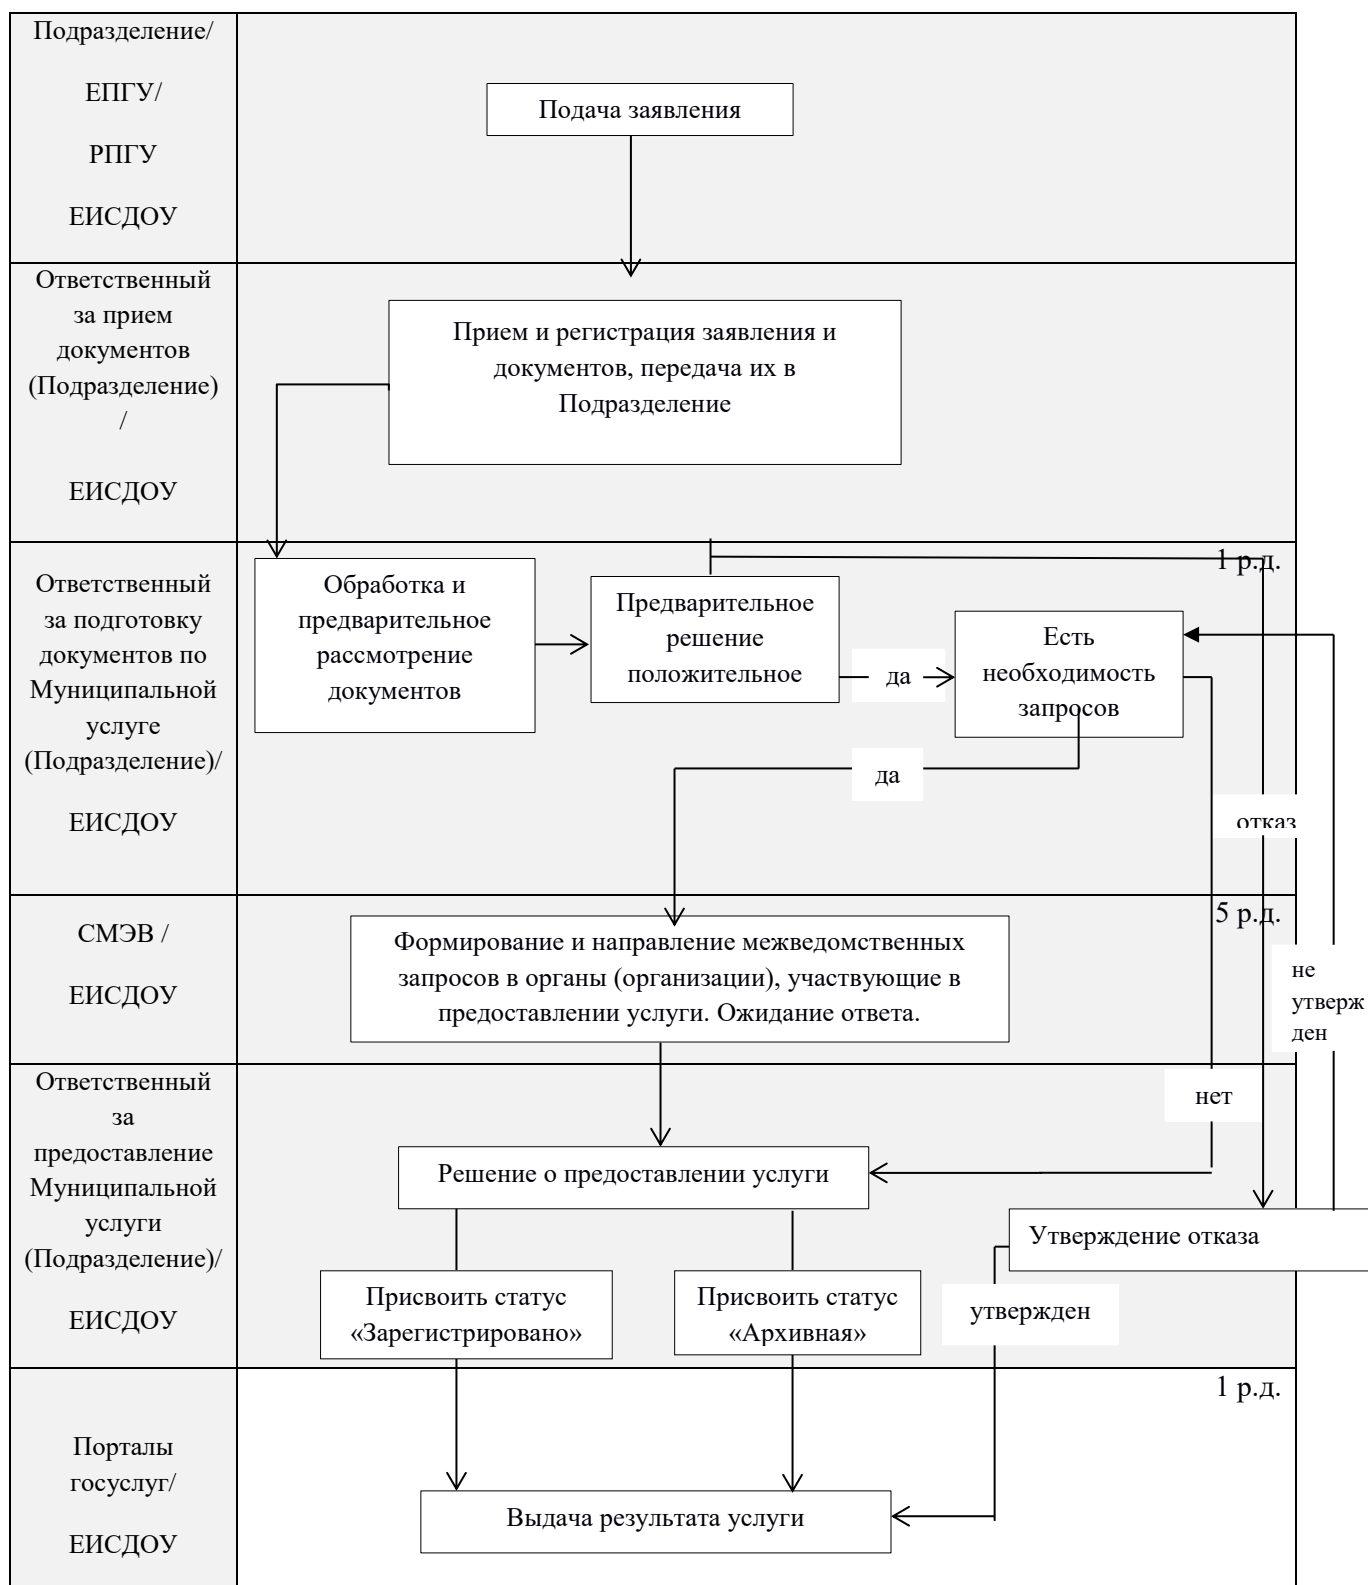 Подразделение/
ЕПГУ/
РПГУ
ЕИСДОУ
Подача заявления
Ответственный
за прием
документов
(Подразделение)
/
ЕИСДОУ
Прием и регистрация заявления и
документов, передача их в
Подразделение
Ответственный
за подготовку
документов по
Муниципальной
услуге
(Подразделение)/
ЕИСДОУ
1 р.д.
Обработка и
предварительное
рассмотрение
документов
Предварительное
решение
положительное
да
Есть
необходимость
запросов
да
отказ
СМЭВ /
ЕИСДОУ
5 р.д.
Формирование и направление межведомственных
запросов в органы (организации), участвующие в
предоставлении услуги. Ожидание ответа.
не
утверж
ден
Ответственный
за
предоставление
Муниципальной
услуги
(Подразделение)/
ЕИСДОУ
нет
Решение о предоставлении услуги
Утверждение отказа
Присвоить статус
«Зарегистрировано»
Присвоить статус
«Архивная»
утвержден
1 р.д.
Порталы
госуслуг/
ЕИСДОУ
Выдача результата услуги